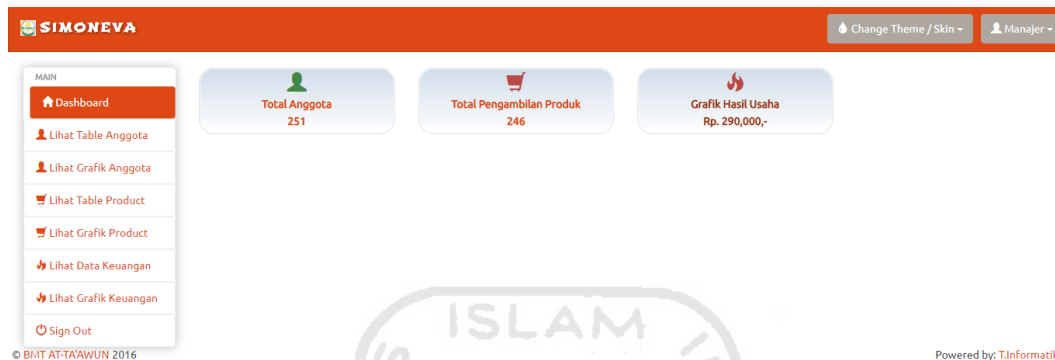 SIMONEVA
Change Theme / Skin
Manajer
MAIN
Dashboard
Lihat Table Anggota
Lihat Grafik Anggota
Lihat Table Product
Lihat Grafik Product
Lihat Data Keuangan
Lihat Grafik Keuangan
Sign Out
Total Anggota
251
Total Pengambilan Produk
246
Grafik Hasil Usaha
Rp. 290,000,-
ISLAM
© BMT AT-TA'AWUN 2016
Powered by: T.Informatik